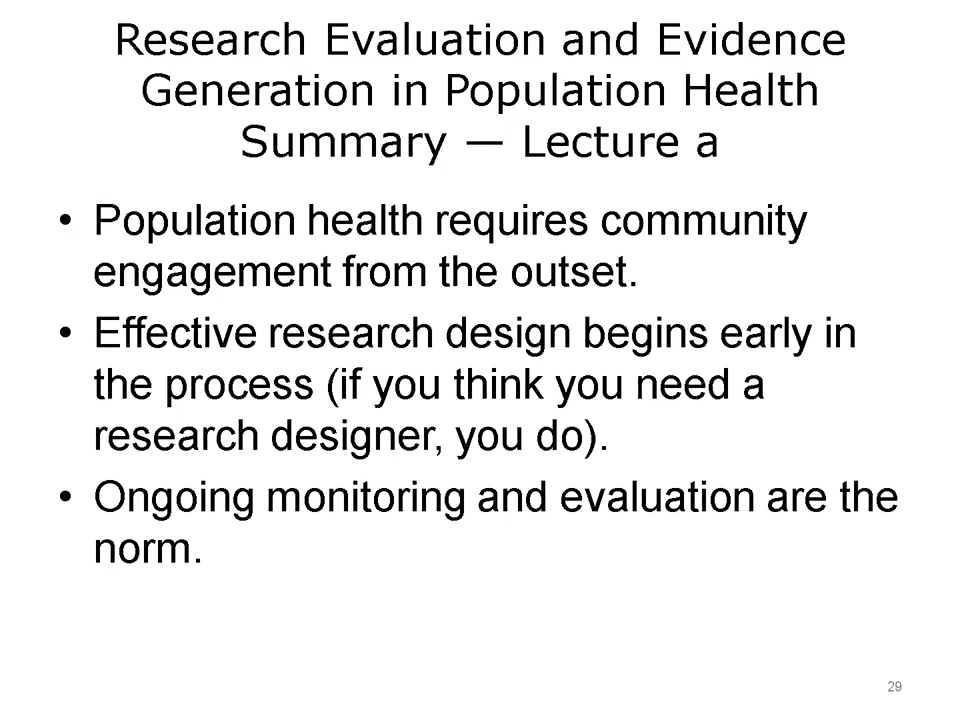 Research Evaluation and Evidence
Generation in Population Health
Summary — Lecture a
• Population health requires community
engagement from the outset.
• Effective research design begins early in
the process (if you think you need a
research designer, you do).
• Ongoing monitoring and evaluation are the
norm.
29